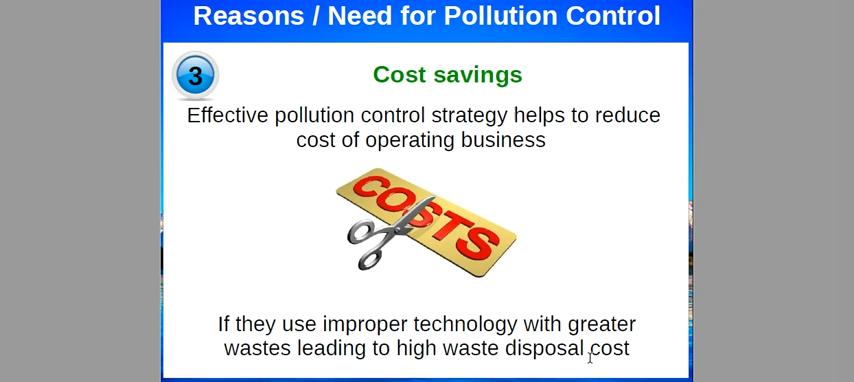 Reasons / Need for Pollution Control
3
Cost savings
Effective pollution control strategy helps to reduce
cost of operating business
COSTS
If they use improper technology with greater
wastes leading to high waste disposal cost